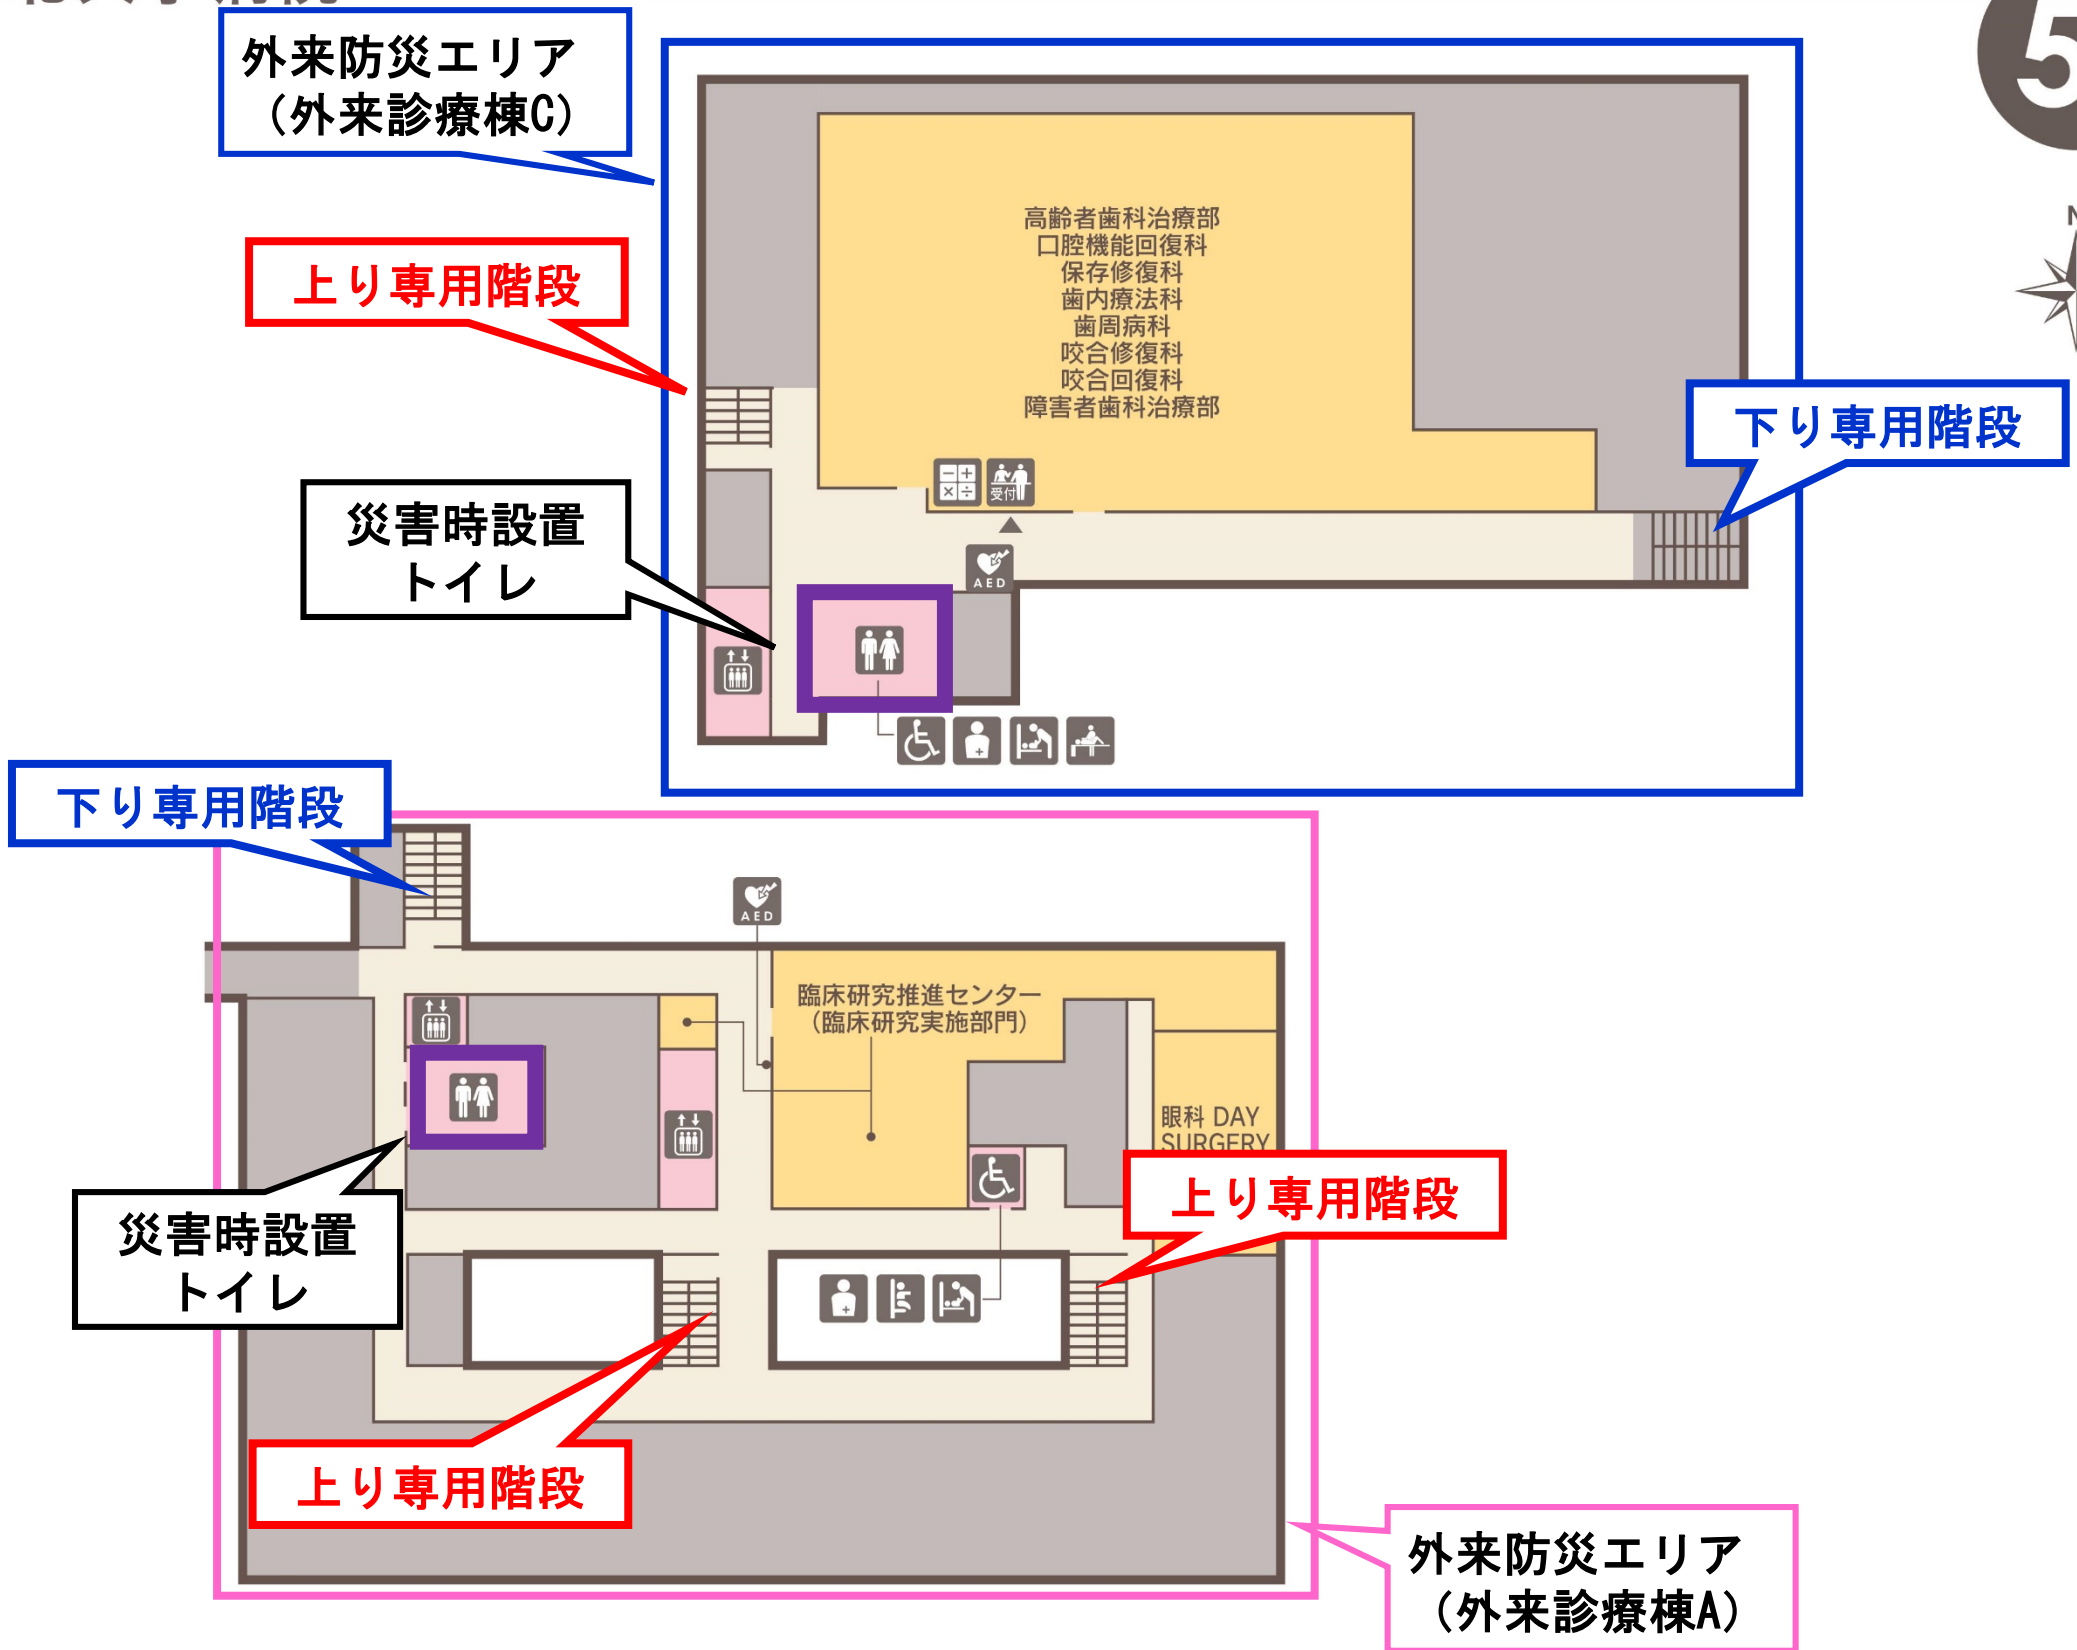 外来防災エリア
（外来診療棟C）
上り専用階段
高齢者歯科治療部
口腔機能回復科
保存修復科
歯内療法科
歯周病科
咬合修復科
咬合回復科
障害者歯科治療部
下り専用階段
受付
災害時設置
トイレ
AED
5
下り専用階段
AED
臨床研究推進センター
（臨床研究実施部門）
眼科 DAY
SURGERY
上り専用階段
災害時設置
トイレ
上り専用階段
外来防災エリア
（外来診療棟A）